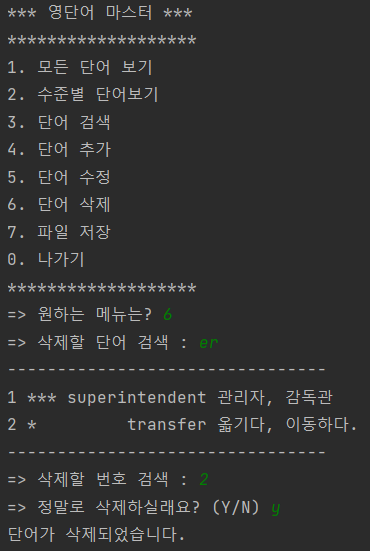 *** 영단어 마스터 ***
*******************
1. 모든 단어 보기
2. 수준별 단어보기
3. 단어 검색
4. 단어 추가
5. 단어 수정
6. 단어 삭제
7. 파일 저장
0. 나가기
*******************
=> 원하는 메뉴는? 6
=> 삭제할 단어 검색 : er
--------------------------------
1 *** superintendent 관리자, 감독관
2 *         transfer 옮기다, 이동하다.
--------------------------------
=> 삭제할 번호 검색 : 2
=> 정말로 삭제하실래요? (Y/N) y
단어가 삭제되었습니다.